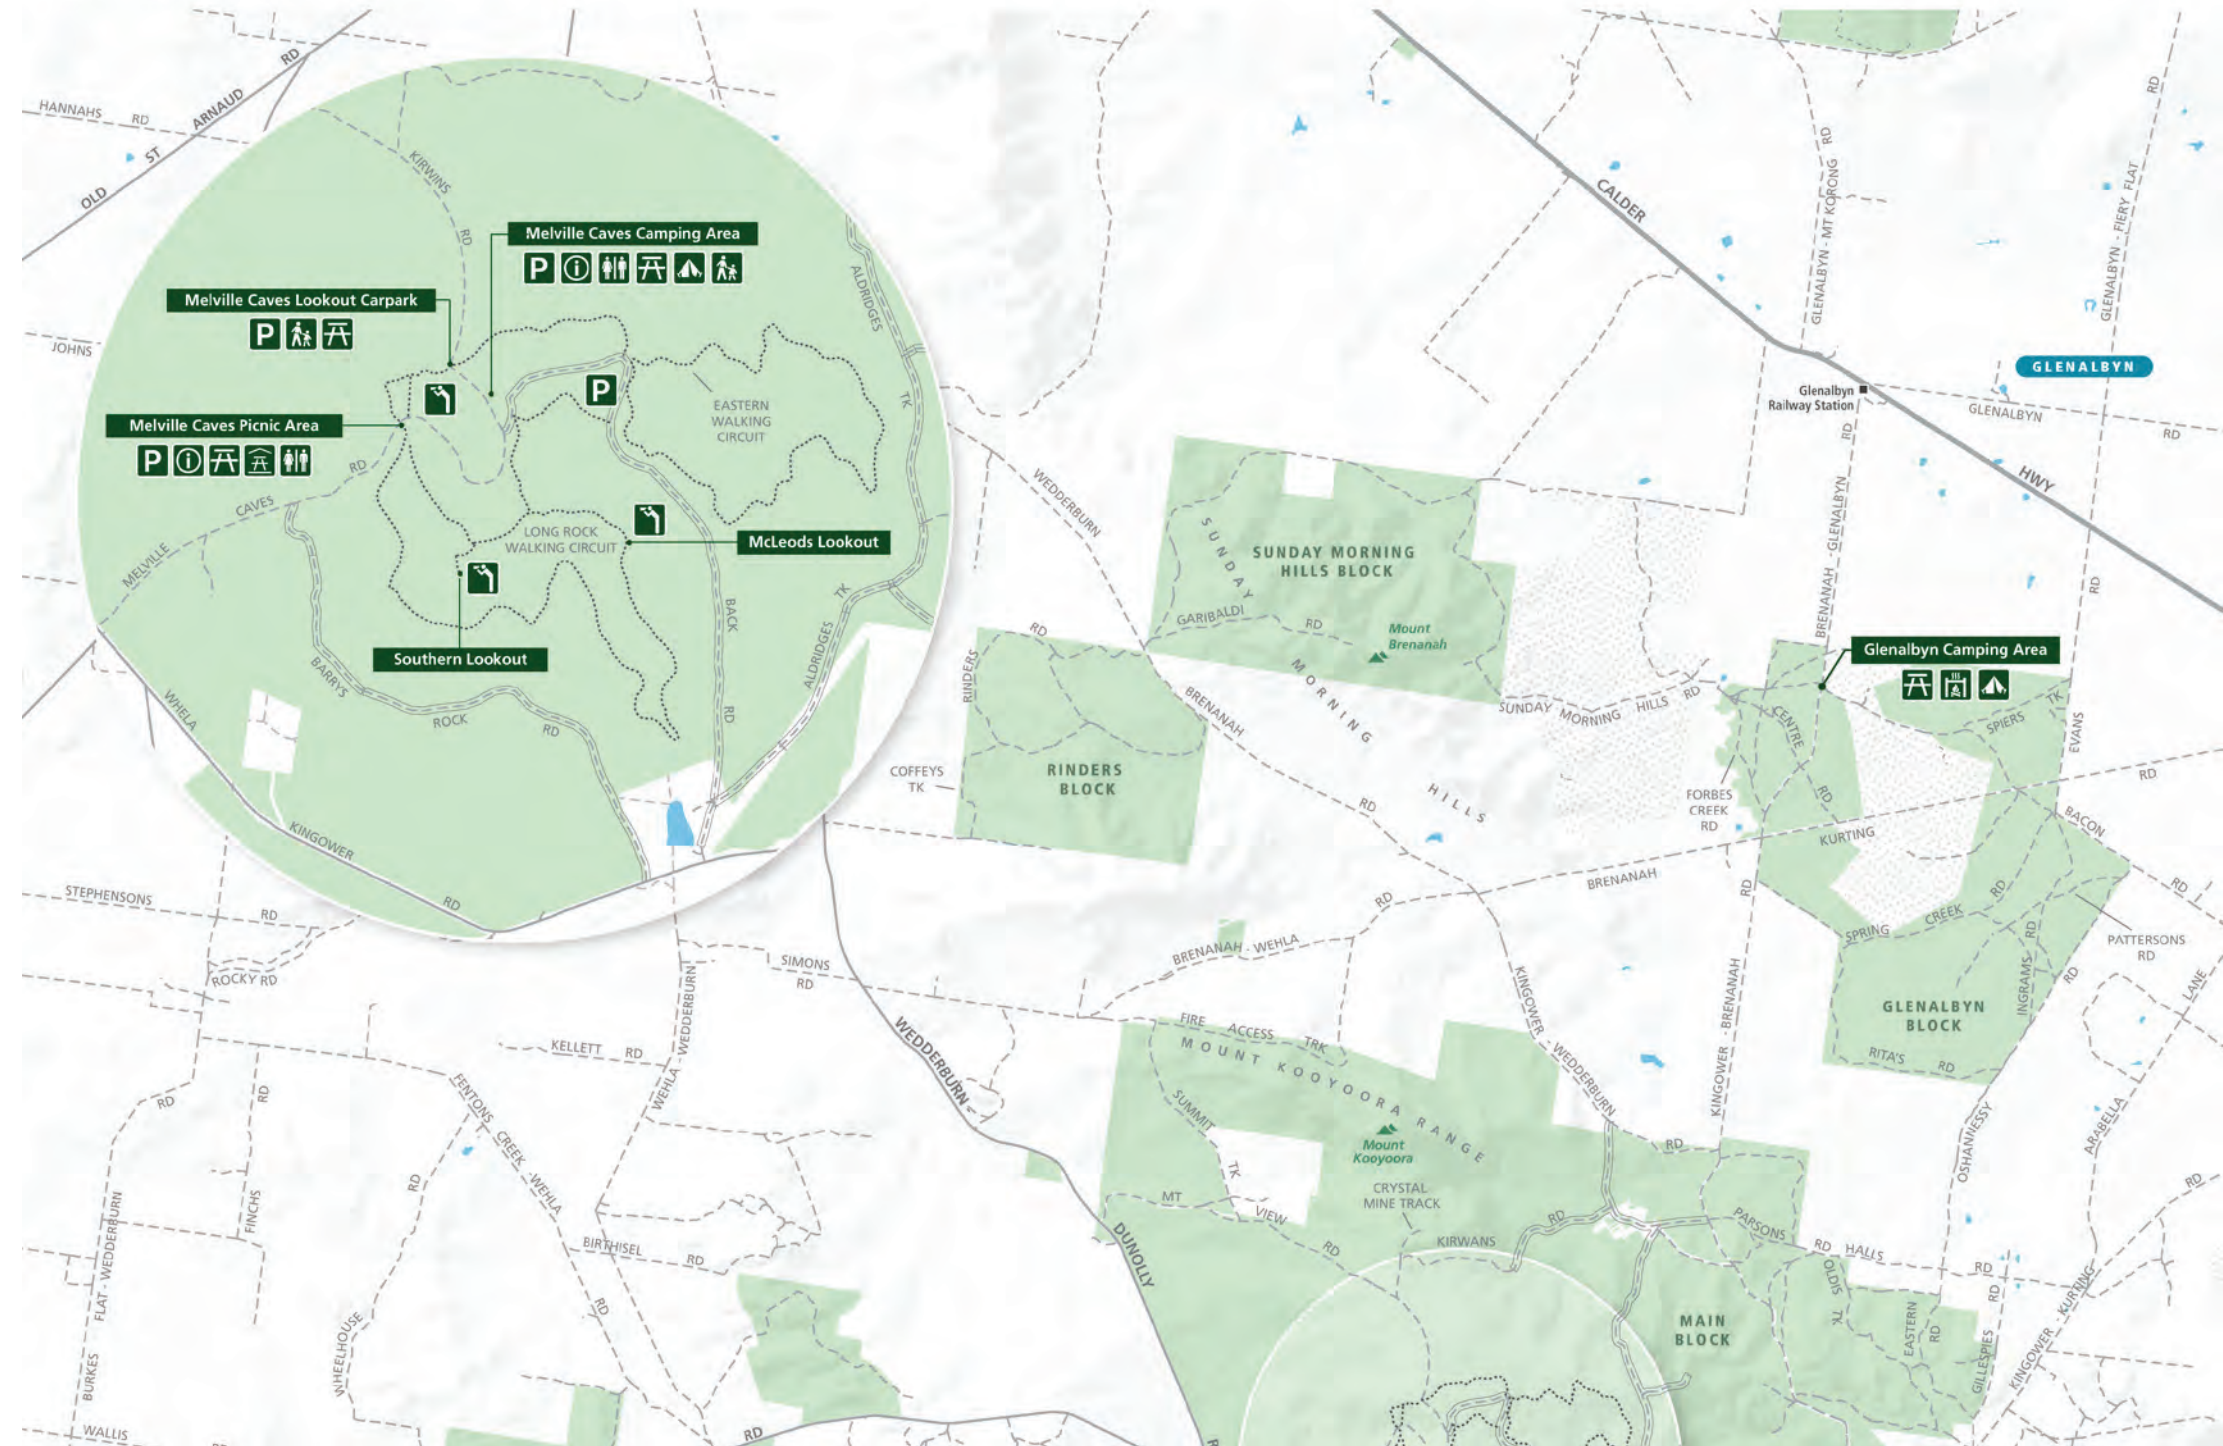 HANNAHS RD
OLD ST ARNAUD RD
JOHNS
KIRWINS RD
Melville Caves Camping Area
P
Melville Caves Lookout Carpark
P
Melville Caves Picnic Area
P
P
EASTERN
WALKING
CIRCUIT
ALDRIDGES TK
MELVILLE CAVES RD
LONG ROCK
WALKING CIRCUIT
McLeods Lookout
Southern Lookout
BARRYS ROCK RD
BACK RD
ALDRIDGES TK
WHELA
KINGOWER RD
CALDER HWY
GLENALBYN - MT KORONG RD
GLENALBYN - FIERY FLAT RD
GLENALBYN
Glenalbyn
Railway Station
GLENALBYN RD
BRENANAH - GLENALBYN RD
WEDDERBURN
BRENANAH RD
SUNDAY MORNING
HILLS BLOCK
SUNDAY MORNING HILLS
GARIBALDI RD
Mount
Brenanah
Glenalbyn Camping Area
RINDERS RD
RINDERS
BLOCK
COFFEYS
TK
SUNDAY MORNING HILLS RD
CENTRE RD
SPIERS TK
EVANS RD
FORBES
CREEK
RD
BRENANAH KURTING RD
BACON RD
STEPHENSONS RD
ROCKY RD
SIMONS
RD
BRENANAH - WEHLA RD
SPRING CREEK RD
PATTERSONS
RD
INGRAMS RD
GLENALBYN
BLOCK
RITA'S RD
OSHANNESSY RD
ARABELLA LANE
KELLETT RD
WEHLA - WEDDERBURN
WEDDERBURN
DUNOLLY
FIRE ACCESS TRK
MOUNT KOOYOORA RANGE
SUMMIT TK
Mount
Kooyoora
CRYSTAL
MINE TRACK
MT VIEW RD
KIRWANS RD
KINGOWER - WEDDERBURN RD
KINGOWER - BRENANAH RD
PARSONS RD
HALLS RD
OLDIS TK
MAIN
BLOCK
EASTERN RD
GILLESPIES RD
KINGOWER - KURTING RD
FENTONS CREEK - WEHLA RD
FINCHS RD
BURKES FLAT - WEDDERBURN RD
WHEELHOUSE RD
BIRTHISEL RD
WALLIS
RD